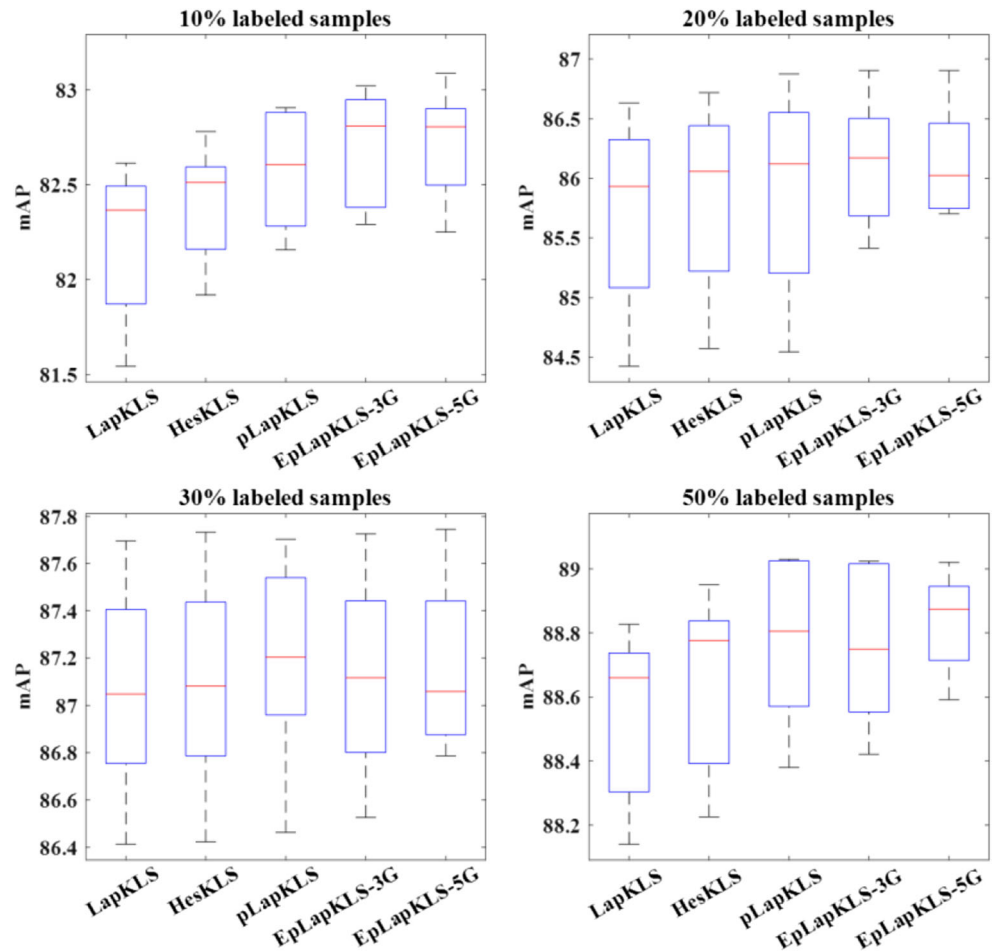 10% labeled samples
83
82.5
82
81.5
mAP
LapKLS
HesKLS
pLapKLS
EpLapKLS-3G
EpLapKLS-5G
20% labeled samples
87
86.5
86
85.5
85
84.5
mAP
LapKLS
HesKLS
pLapKLS
EpLapKLS-3G
EpLapKLS-5G
30% labeled samples
87.8
87.6
87.4
87.2
87
86.8
86.6
86.4
mAP
LapKLS
HesKLS
pLapKLS
EpLapKLS-3G
EpLapKLS-5G
50% labeled samples
89
88.8
88.6
88.4
88.2
mAP
LapKLS
HesKLS
pLapKLS
EpLapKLS-3G
EpLapKLS-5G